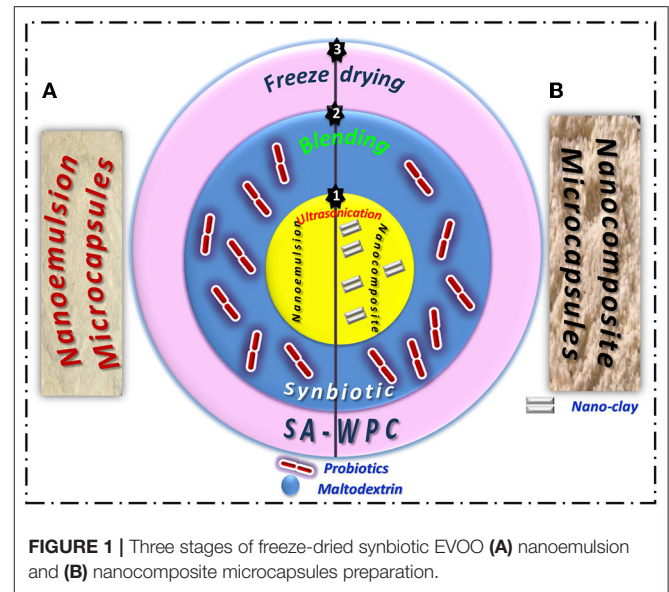 3
Freeze drying
A
B
2
Blending
1
Ultrasonication
Nanoemulsion
Nanocomposite
Nanoemulsion
Microcapsules
Nanocomposite
Microcapsules
Synbiotic
SA-WPC
Nano-clay
Probiotics
Maltodextrin
FIGURE 1 | Three stages of freeze-dried synbiotic EVOO (A) nanoemulsion
and (B) nanocomposite microcapsules preparation.